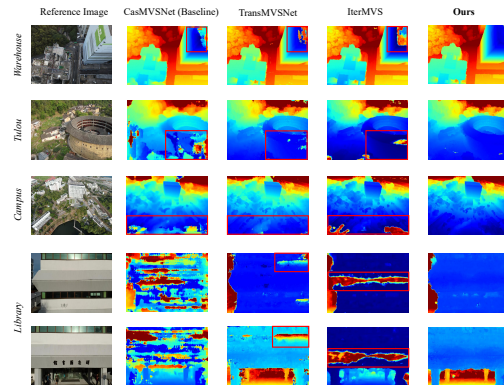 Reference Image CasMVSNet (Baseline) TransMVSNet IterMVS Ours
Warehouse
Tulou
Campus
Library